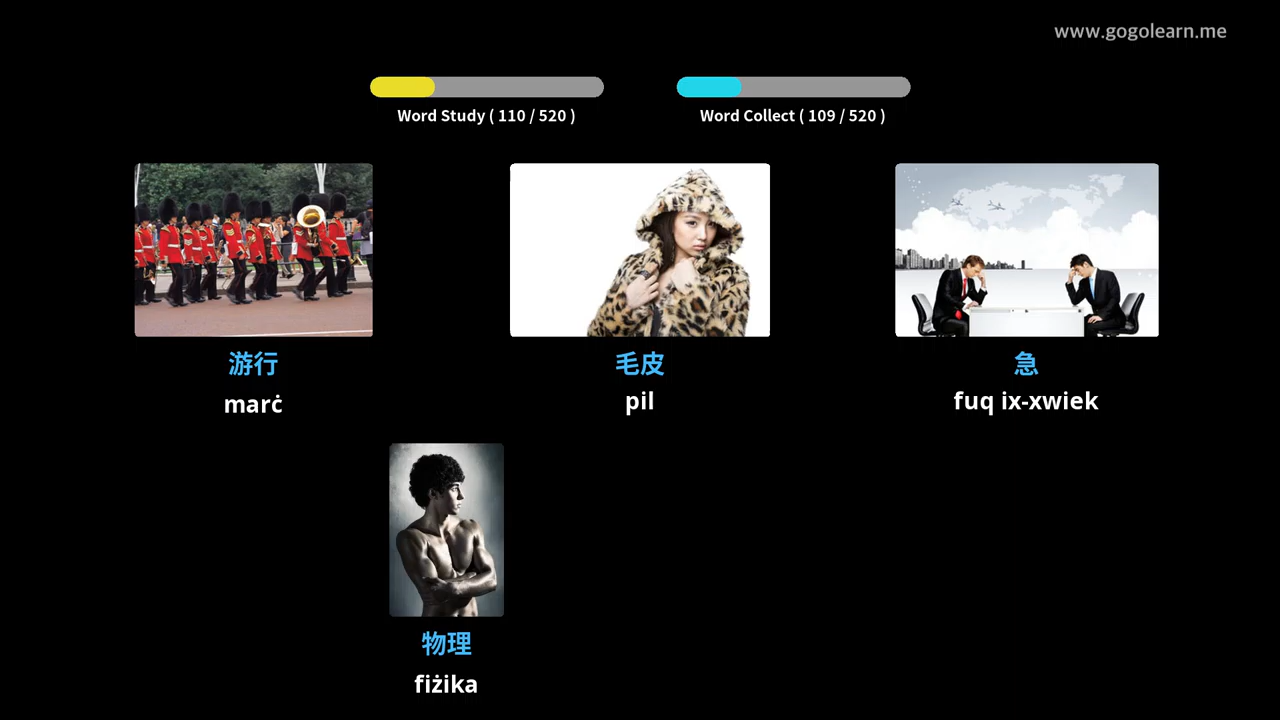 www.gogolearn.me
Word Study ( 110 / 520 )
Word Collect ( 109 / 520 )
游行
marċ
毛皮
pil
急
fuq ix-xwiek
物理
fiżika